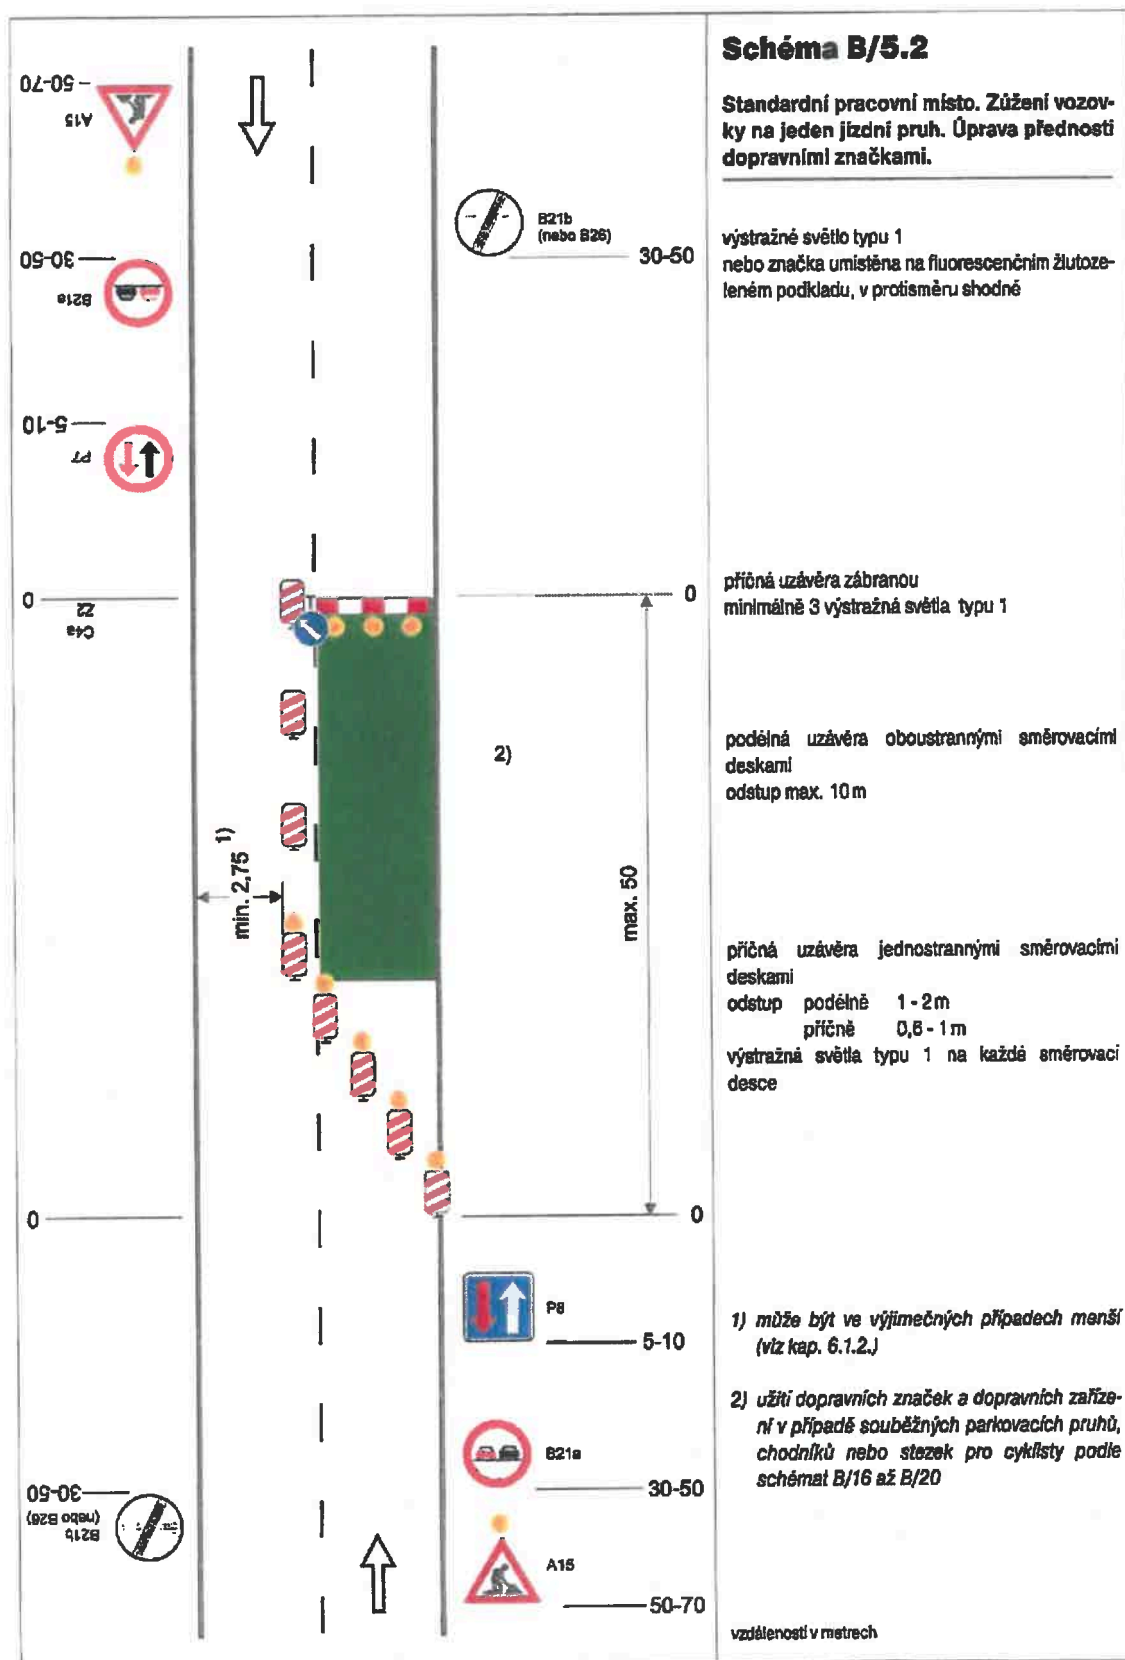 Schéma B/5.2
Standardní pracovní místo. Zúžení vozov-
ky na jeden jízdní pruh. Úprava přednosti
dopravními značkami.
výstražné světlo typu 1
nebo značka umístěna na fluorescenčním žlutoze-
leném podkladu, v protisměru shodné
příčná uzávěra zábranou
minimálně 3 výstražná světla typu 1
podélná uzávěra oboustrannými směrovacími
deskami
odstup max. 10 m
příčná uzávěra jednostrannými směrovacími
deskami
odstup podélně 1 - 2 m
příčně 0,6 - 1 m
výstražná světla typu 1 na každé směrovací
desce
1) může být ve výjimečných případech menší
(viz kap. 6.1.2.)
2) užití dopravních značek a dopravních zaříze-
ní v případě souběžných parkovacích pruhů,
chodníků nebo stezek pro cyklisty podle
schémat B/16 až B/20
vzdálenosti v metrech
50-70
A15
30-50
B21a
5-10
P7
0
Z2
C4a
B21b
(nebo B26)
30-50
0
2)
min. 2,75 1)
max. 50
0
0
P8
5-10
B21a
30-50
A15
50-70
30-50
B21b
(nebo B26)